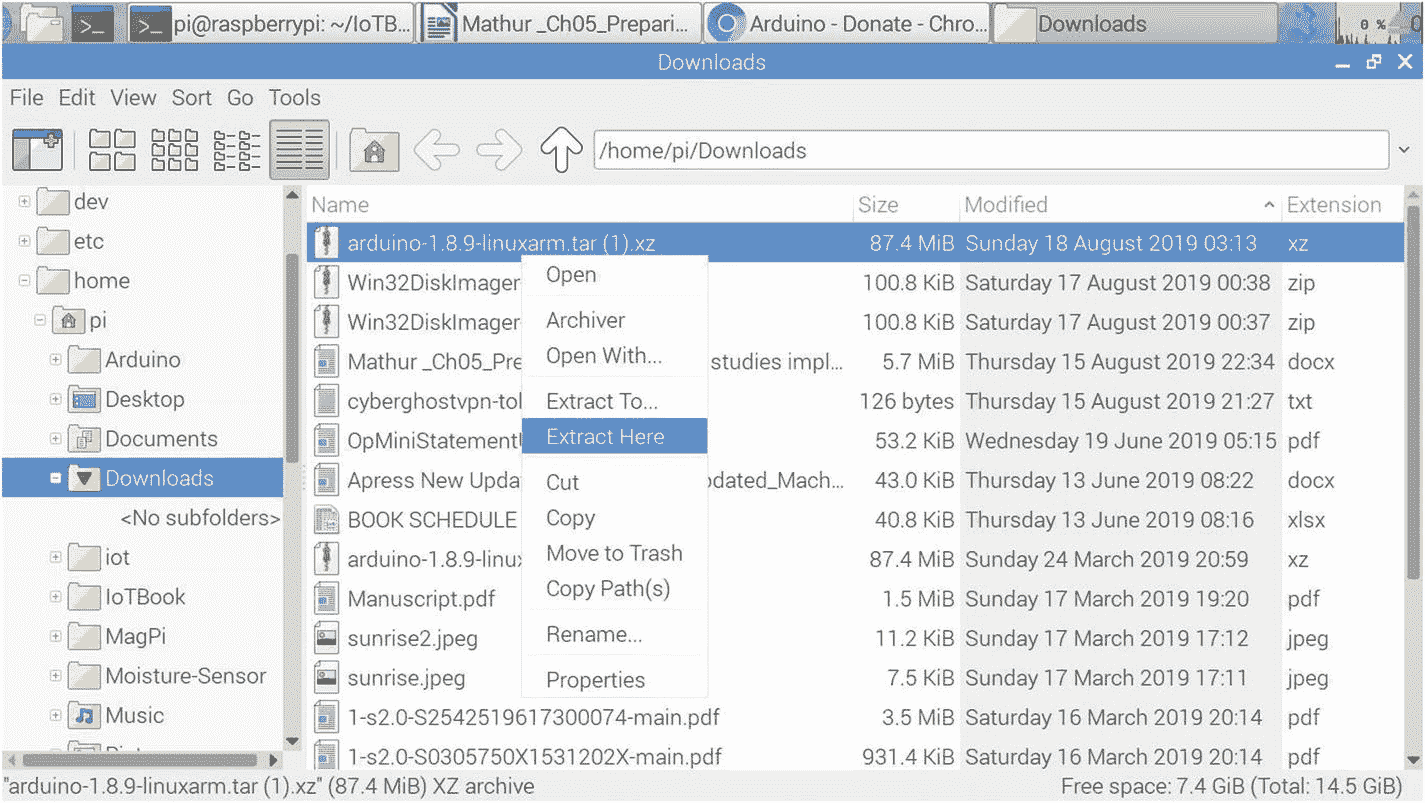 pi@raspberrypi: ~/IoTB... Mathur _Ch05_Prepari... Arduino - Donate - Chro... Downloads 0 %
Downloads
File Edit View Sort Go Tools
/home/pi/Downloads
dev
etc
home
pi
Arduino
Desktop
Documents
Downloads
<No subfolders>
iot
IoTBook
MagPi
Moisture-Sensor
Music
Name Size Modified Extension
arduino-1.8.9-linuxarm.tar (1).xz 87.4 MiB Sunday 18 August 2019 03:13 xz
Win32DiskImager- 100.8 KiB Saturday 17 August 2019 00:38 zip
Win32DiskImager- 100.8 KiB Saturday 17 August 2019 00:37 zip
Mathur _Ch05_Pre studies impl... 5.7 MiB Thursday 15 August 2019 22:34 docx
cyberghostvpn-to 126 bytes Thursday 15 August 2019 21:27 txt
OpMiniStatement 53.2 KiB Wednesday 19 June 2019 05:15 pdf
Apress New Upda pdated_Mach... 43.0 KiB Thursday 13 June 2019 08:22 docx
BOOK SCHEDULE 40.8 KiB Thursday 13 June 2019 08:16 xlsx
arduino-1.8.9-linux 87.4 MiB Sunday 24 March 2019 20:59 xz
Manuscript.pdf 1.5 MiB Sunday 17 March 2019 19:20 pdf
sunrise2.jpeg 11.2 KiB Sunday 17 March 2019 17:12 jpeg
sunrise.jpeg 7.5 KiB Sunday 17 March 2019 17:11 jpeg
1-s2.0-S2542519617300074-main.pdf 3.5 MiB Saturday 16 March 2019 20:14 pdf
1-s2.0-S0305750X1531202X-main.pdf 931.4 KiB Saturday 16 March 2019 20:14 pdf
Open
Archiver
Open With...
Extract To...
Extract Here
Cut
Copy
Move to Trash
Copy Path(s)
Rename...
Properties
"arduino-1.8.9-linuxarm.tar (1).xz" (87.4 MiB) XZ archive Free space: 7.4 GiB (Total: 14.5 GiB)